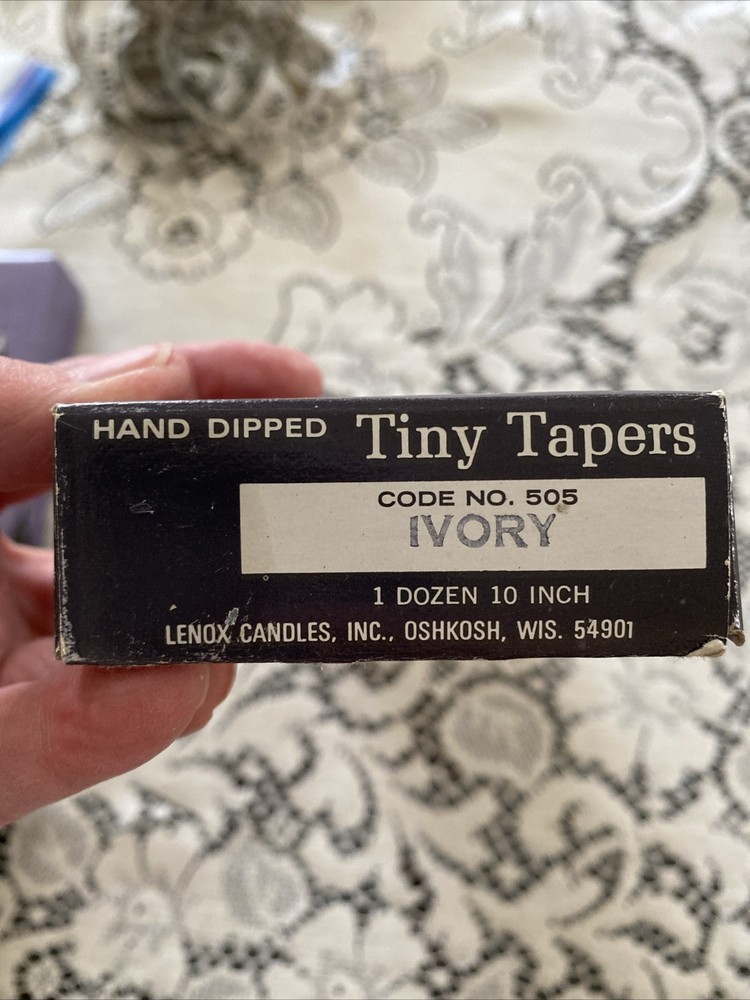 HAND DIPPED Tiny Tapers
CODE NO. 505
IVORY
1 DOZEN 10 INCH
LENOX CANDLES, INC., OSHKOSH, WIS. 54901